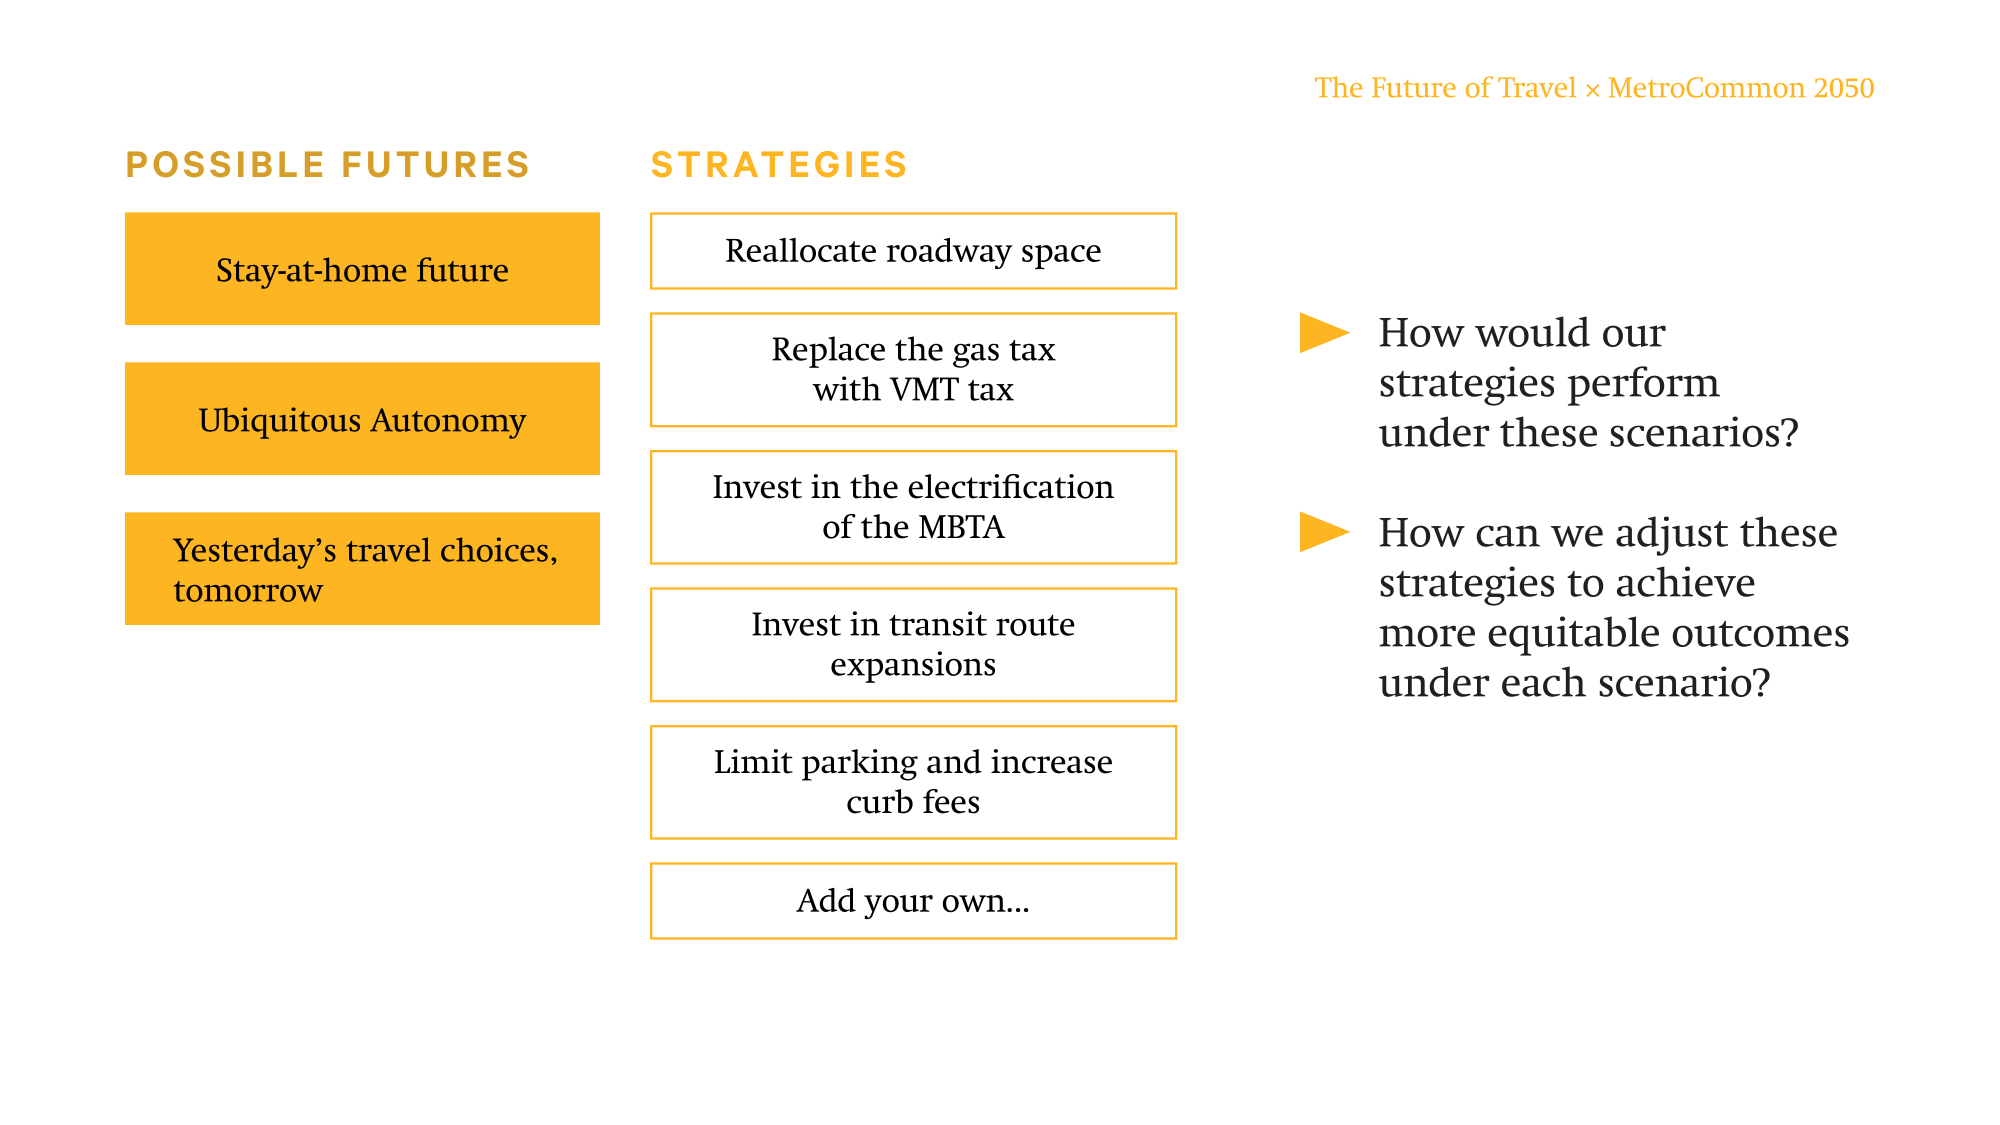 The Future of Travel × MetroCommon 2050
POSSIBLE FUTURES
Stay-at-home future
Ubiquitous Autonomy
Yesterday’s travel choices,
tomorrow
STRATEGIES
Reallocate roadway space
Replace the gas tax
with VMT tax
Invest in the electrification
of the MBTA
Invest in transit route
expansions
Limit parking and increase
curb fees
Add your own...
How would our
strategies perform
under these scenarios?
How can we adjust these
strategies to achieve
more equitable outcomes
under each scenario?